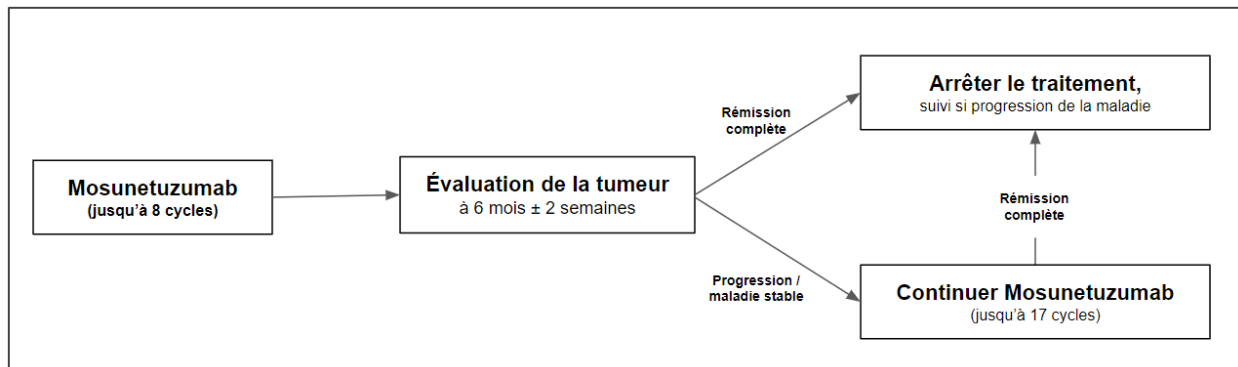 Mosunetuzumab
(jusqu'à 8 cycles)
Évaluation de la tumeur
à 6 mois ± 2 semaines
Rémission
complète
Arrêter le traitement,
suivi si progression de la maladie
Progression /
maladie stable
Continuer Mosunetuzumab
(jusqu'à 17 cycles)
Rémission
complète